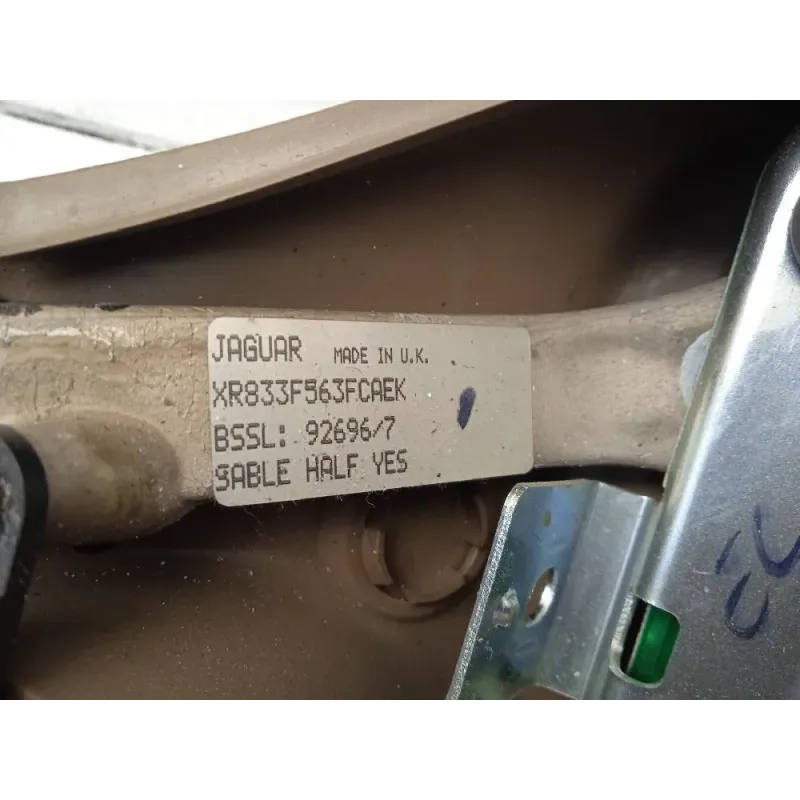 JAGUAR MADE IN U.K.
XR833F563FCAEK
BSSL: 92696/7
SABLE HALF YES